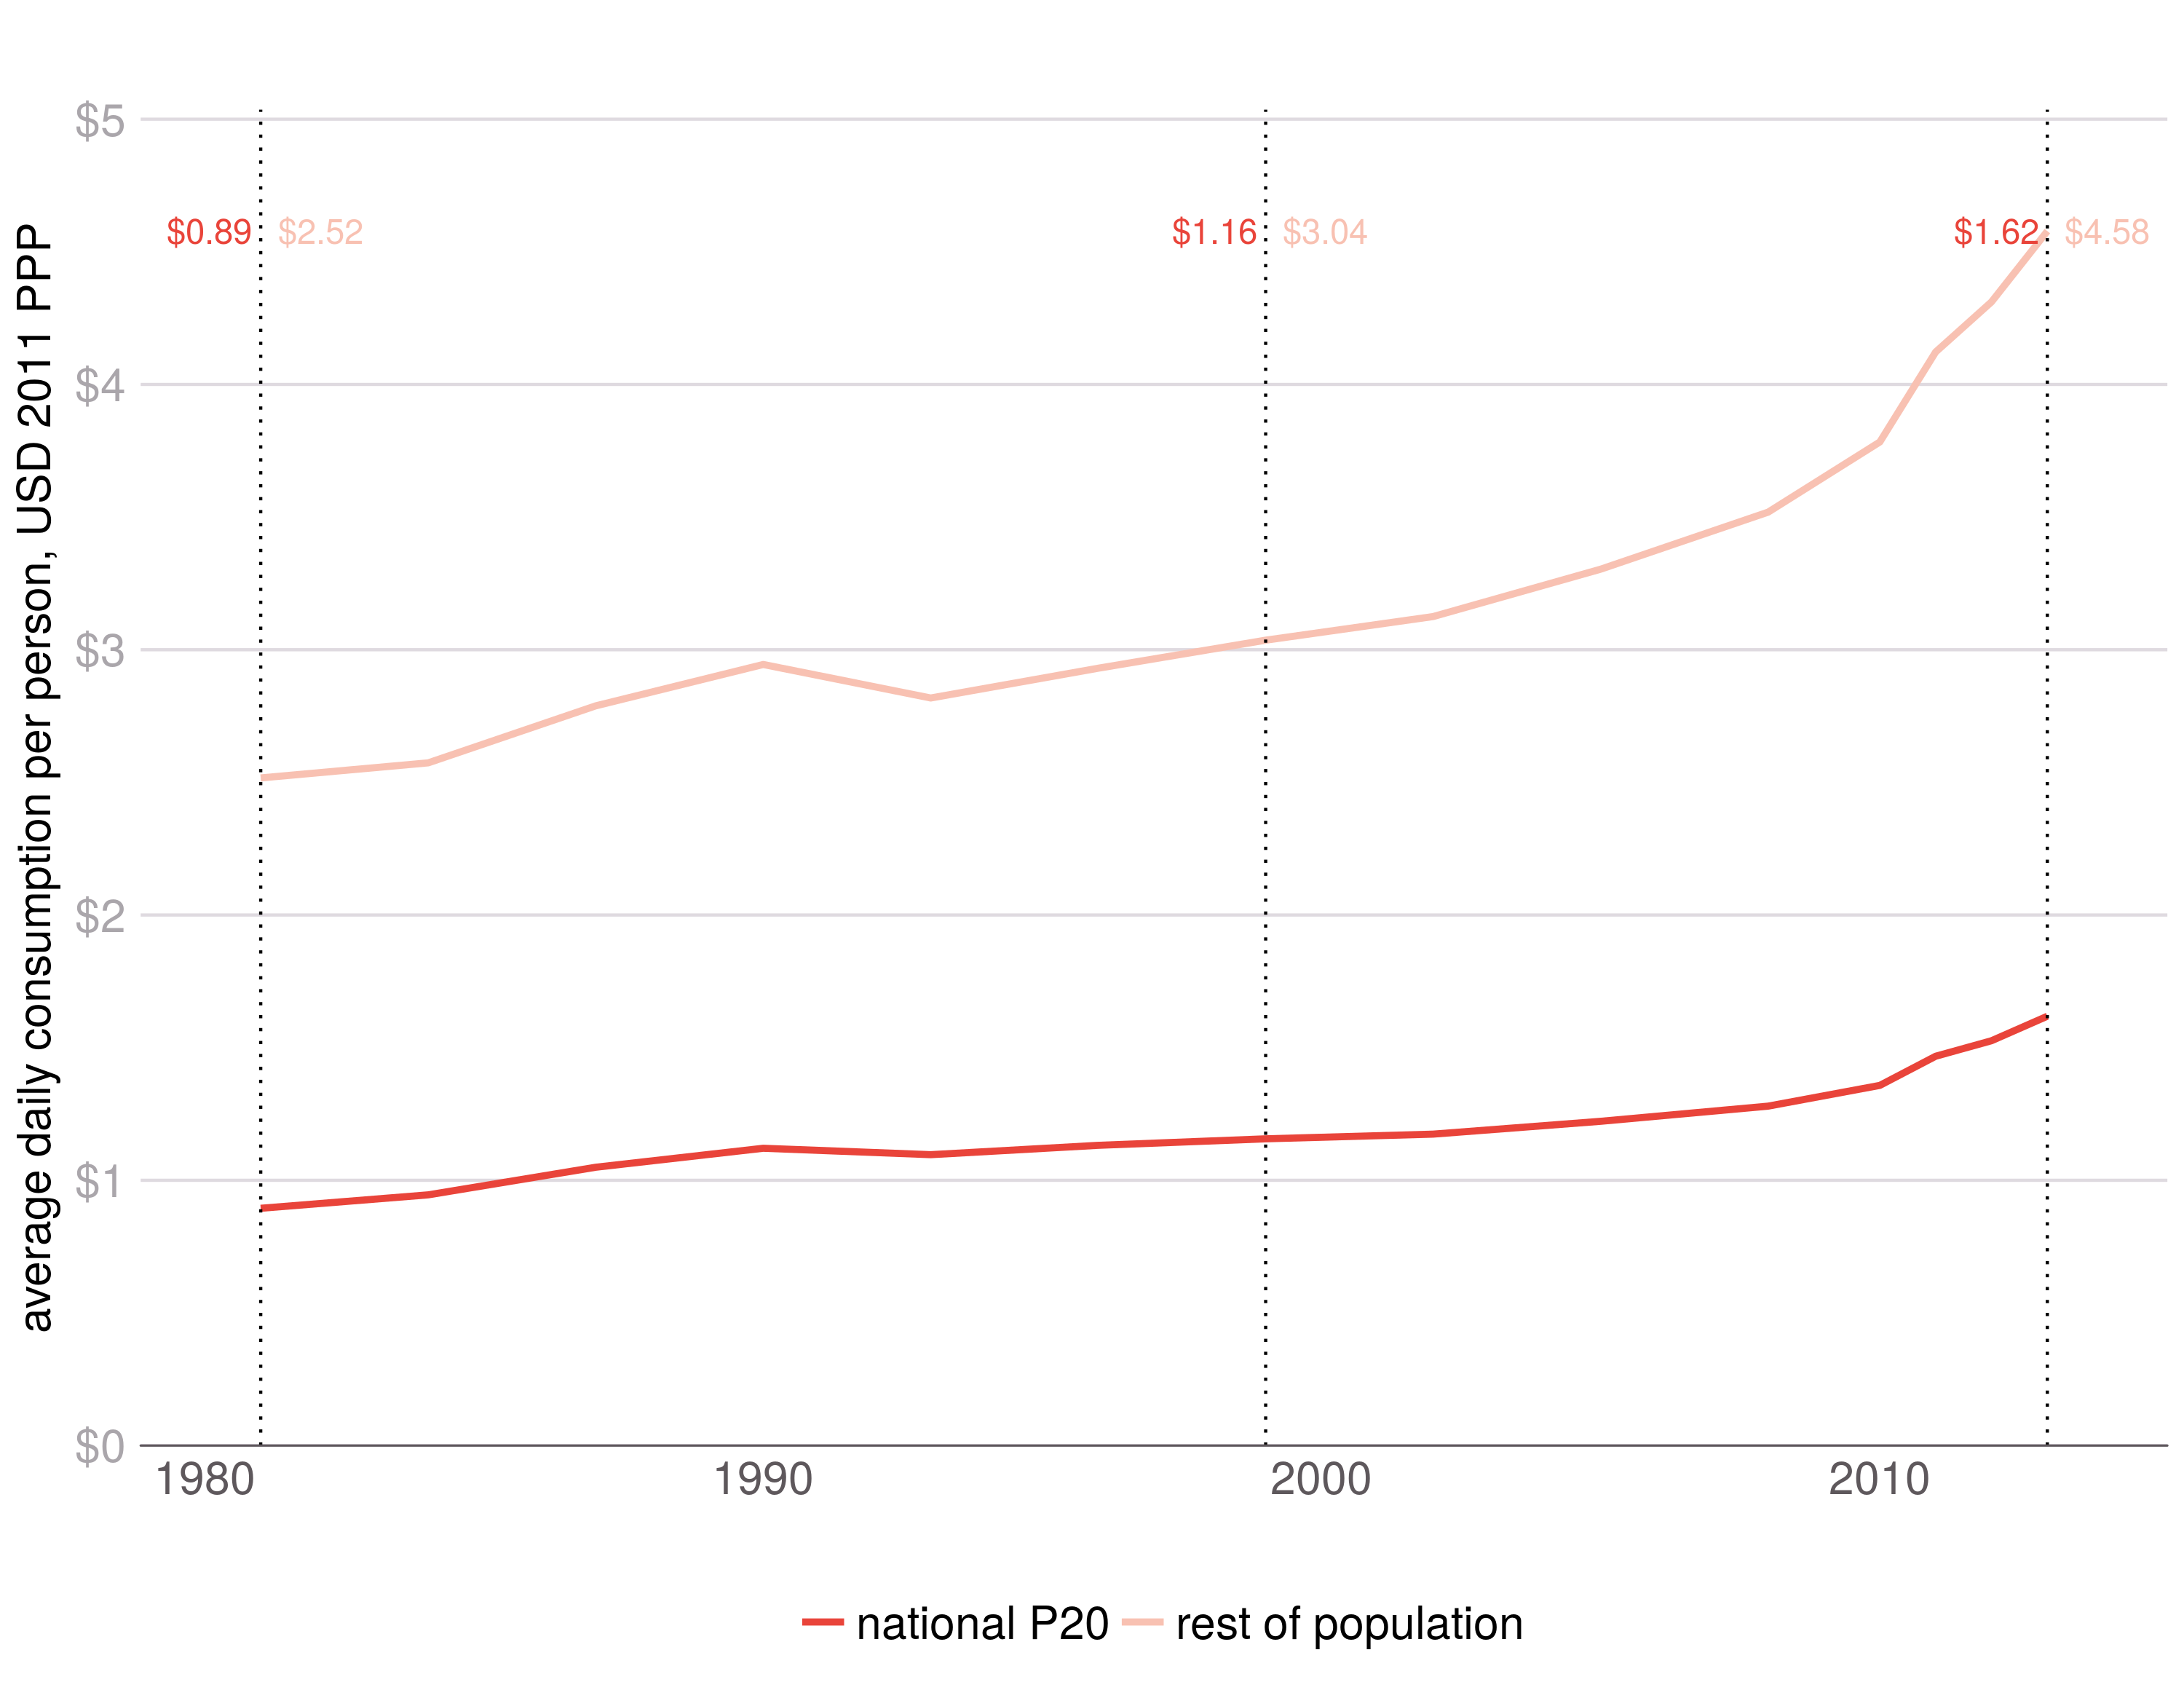 average daily consumption per person, USD 2011 PPP
$5
$0.89 $2.52 $1.16 $3.04 $1.62 $4.58
$4
$3
$2
$1
$0
1980 1990 2000 2010
national P20 rest of population